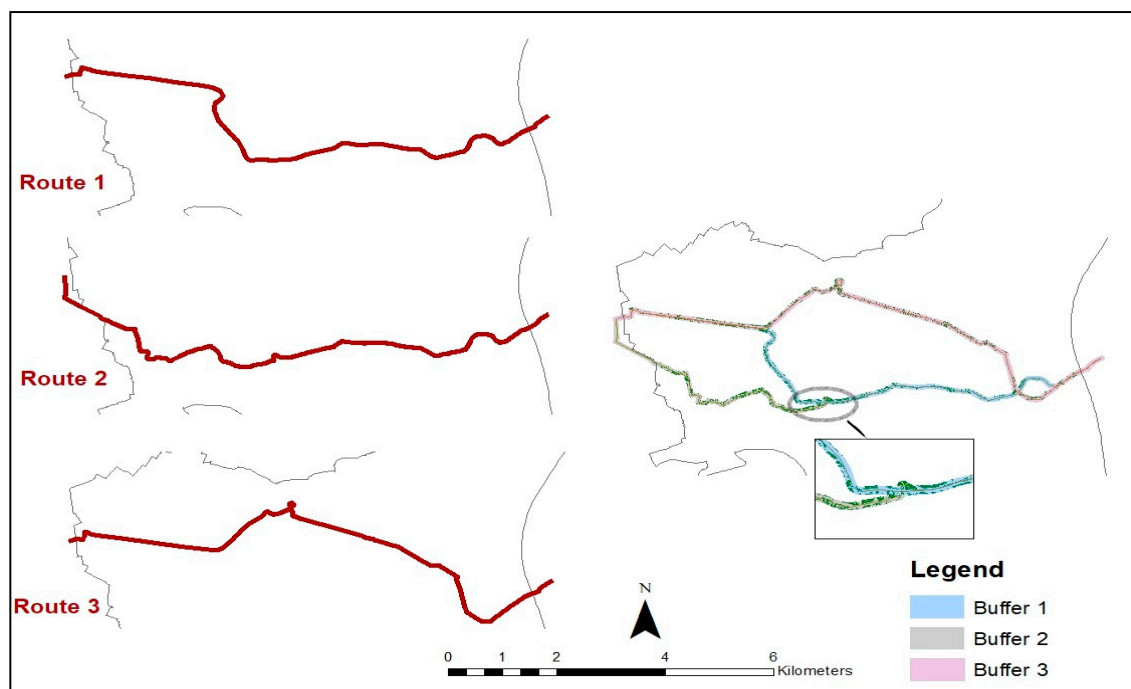 Route 1
Route 2
Route 3
N
0 1 2 4 6
Kilometers
Legend
Buffer 1
Buffer 2
Buffer 3